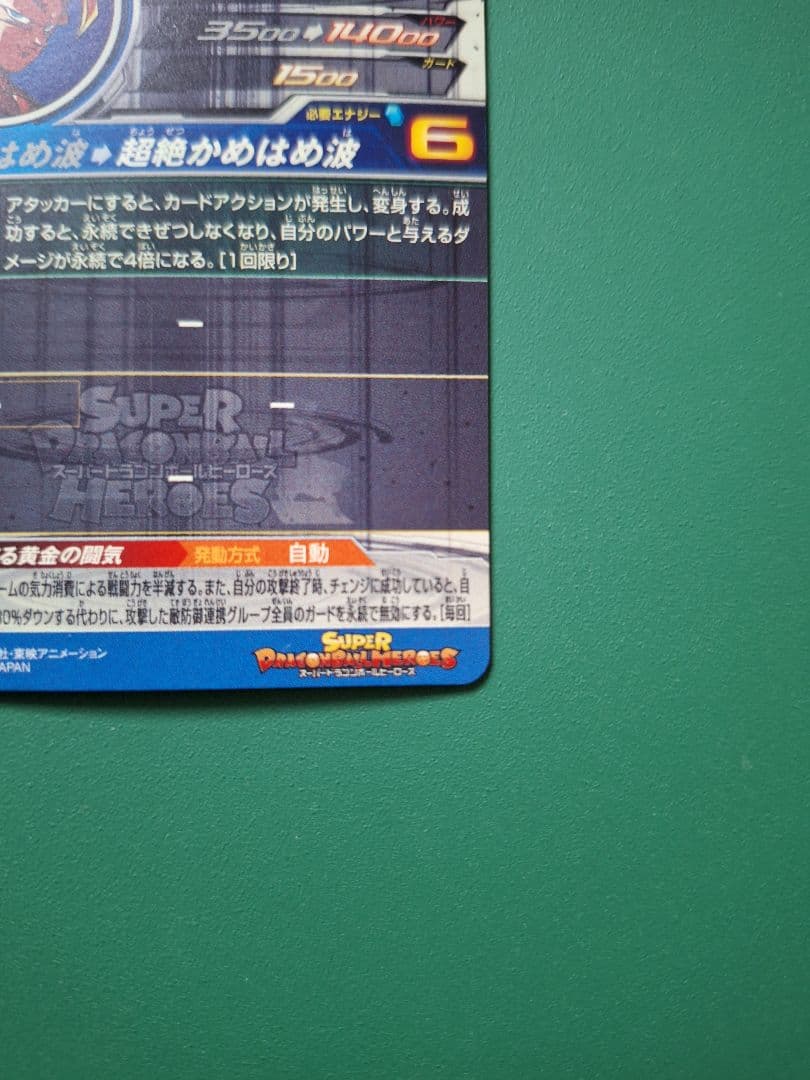 パワー
3500➡14000
ガード
1500
必要エナジー 6
はめ波➡超絶かめはめ波
アタッカーにすると、カードアクションが発生し、変身する。成
功すると、永続できぜつしなくなり、自分のパワーと与えるダ
メージが永続で4倍になる。[1回限り]
SUPER
DRAGONBALL
スーパードラゴンボールヒーローズ
HEROES
る黄金の闘気 発動方式 自動
ームの気力消費による戦闘力を半減する。また、自分の攻撃終了時、チェンジに成功していると、自
0%ダウンする代わりに、攻撃した敵防御連携グループ全員のガードを永続で無効にする。[毎回]
社・東映アニメーション
JAPAN
SUPER
DRAGONBALL HEROES
スーパードラゴンボールヒーローズ